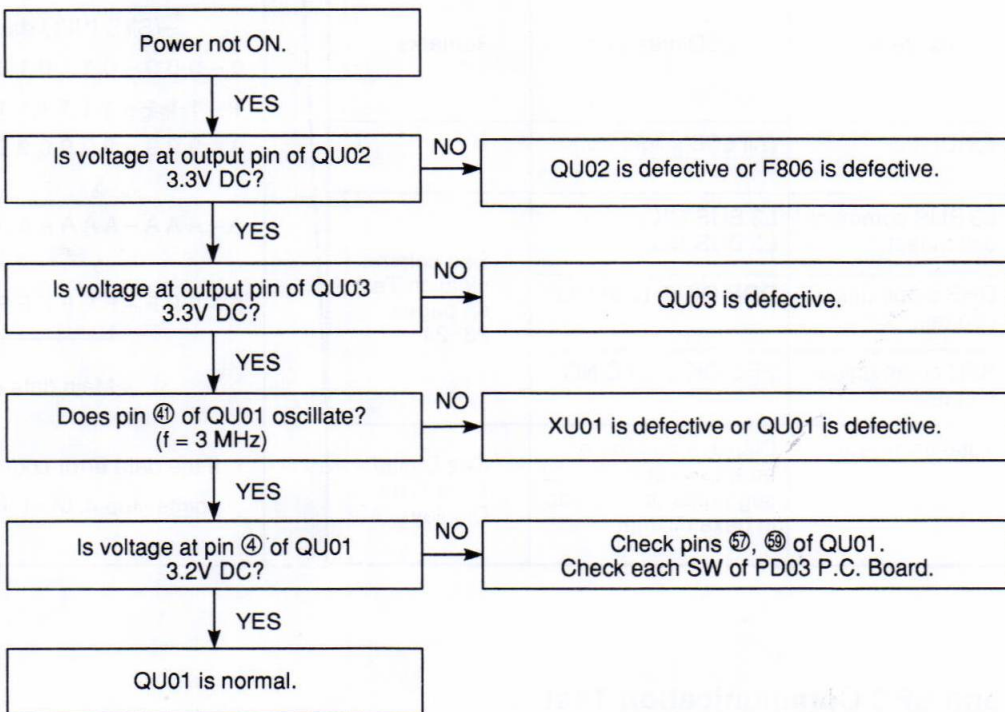 Power not ON.
YES
Is voltage at output pin of QU02
3.3V DC?
NO
QU02 is defective or F806 is defective.
YES
Is voltage at output pin of QU03
3.3V DC?
NO
QU03 is defective.
YES
Does pin ㊶ of QU01 oscillate?
(f = 3 MHz)
NO
XU01 is defective or QU01 is defective.
YES
Is voltage at pin ④ of QU01
3.2V DC?
NO
Check pins 57, 59 of QU01.
Check each SW of PD03 P.C. Board.
YES
QU01 is normal.